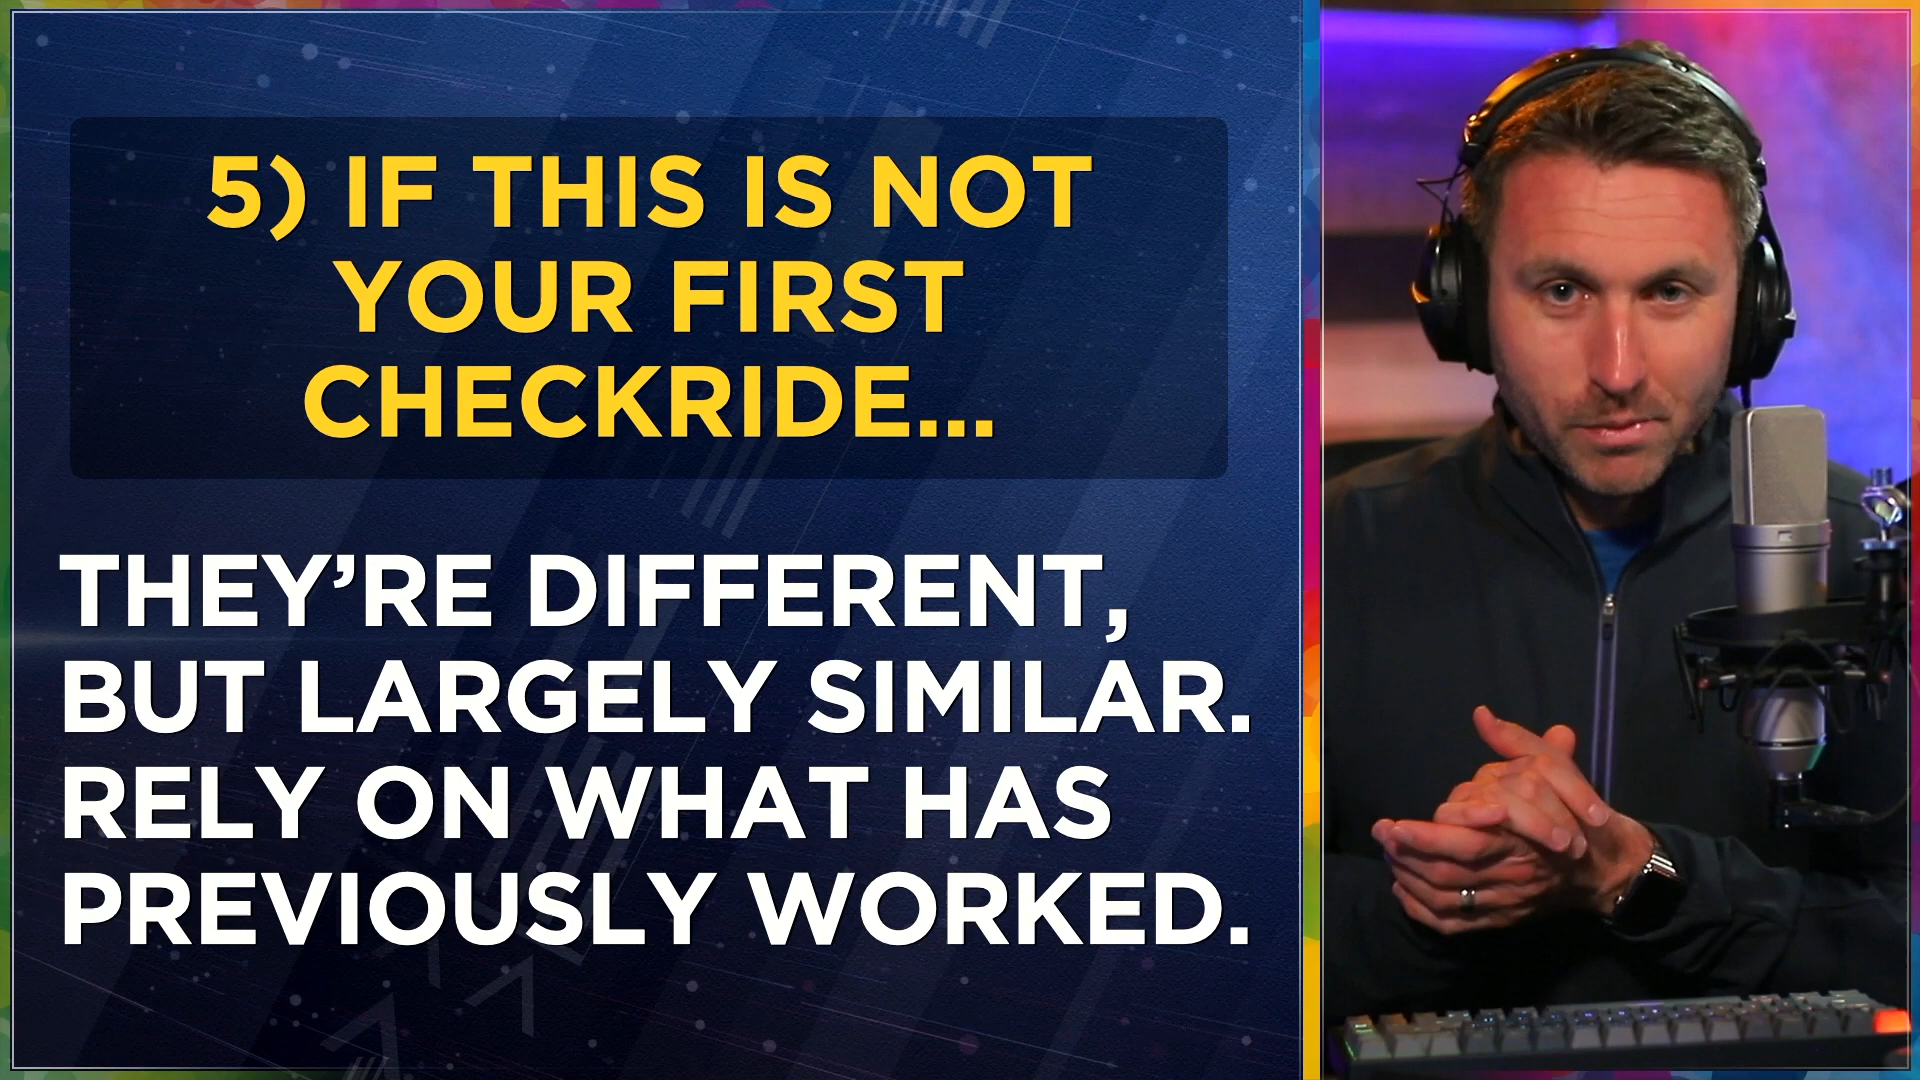 5) IF THIS IS NOT
YOUR FIRST
CHECKRIDE...
THEY’RE DIFFERENT,
BUT LARGELY SIMILAR.
RELY ON WHAT HAS
PREVIOUSLY WORKED.